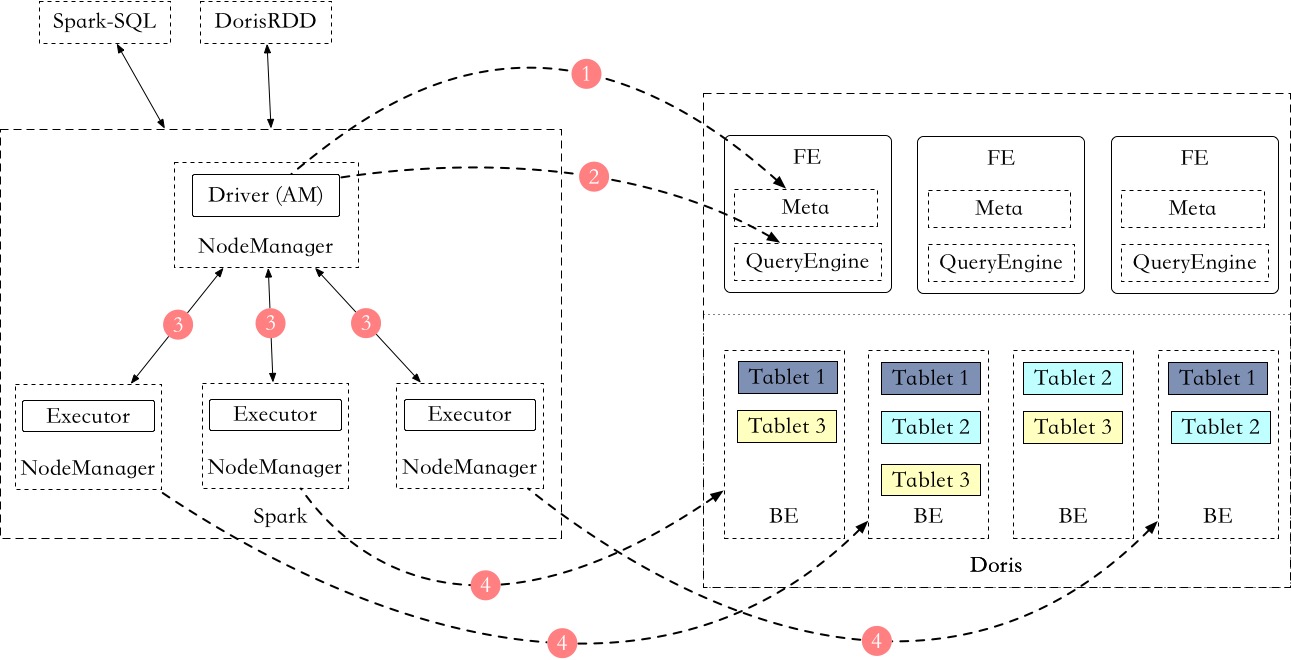 Spark-SQL
DorisRDD
1
2
Driver (AM)
NodeManager
3
3
3
Executor
NodeManager
Executor
NodeManager
Executor
NodeManager
Spark
4
4
4
FE
Meta
QueryEngine
FE
Meta
QueryEngine
FE
Meta
QueryEngine
Tablet 1
Tablet 3
BE
Tablet 1
Tablet 2
Tablet 3
BE
Tablet 2
Tablet 3
BE
Tablet 1
Tablet 2
BE
Doris